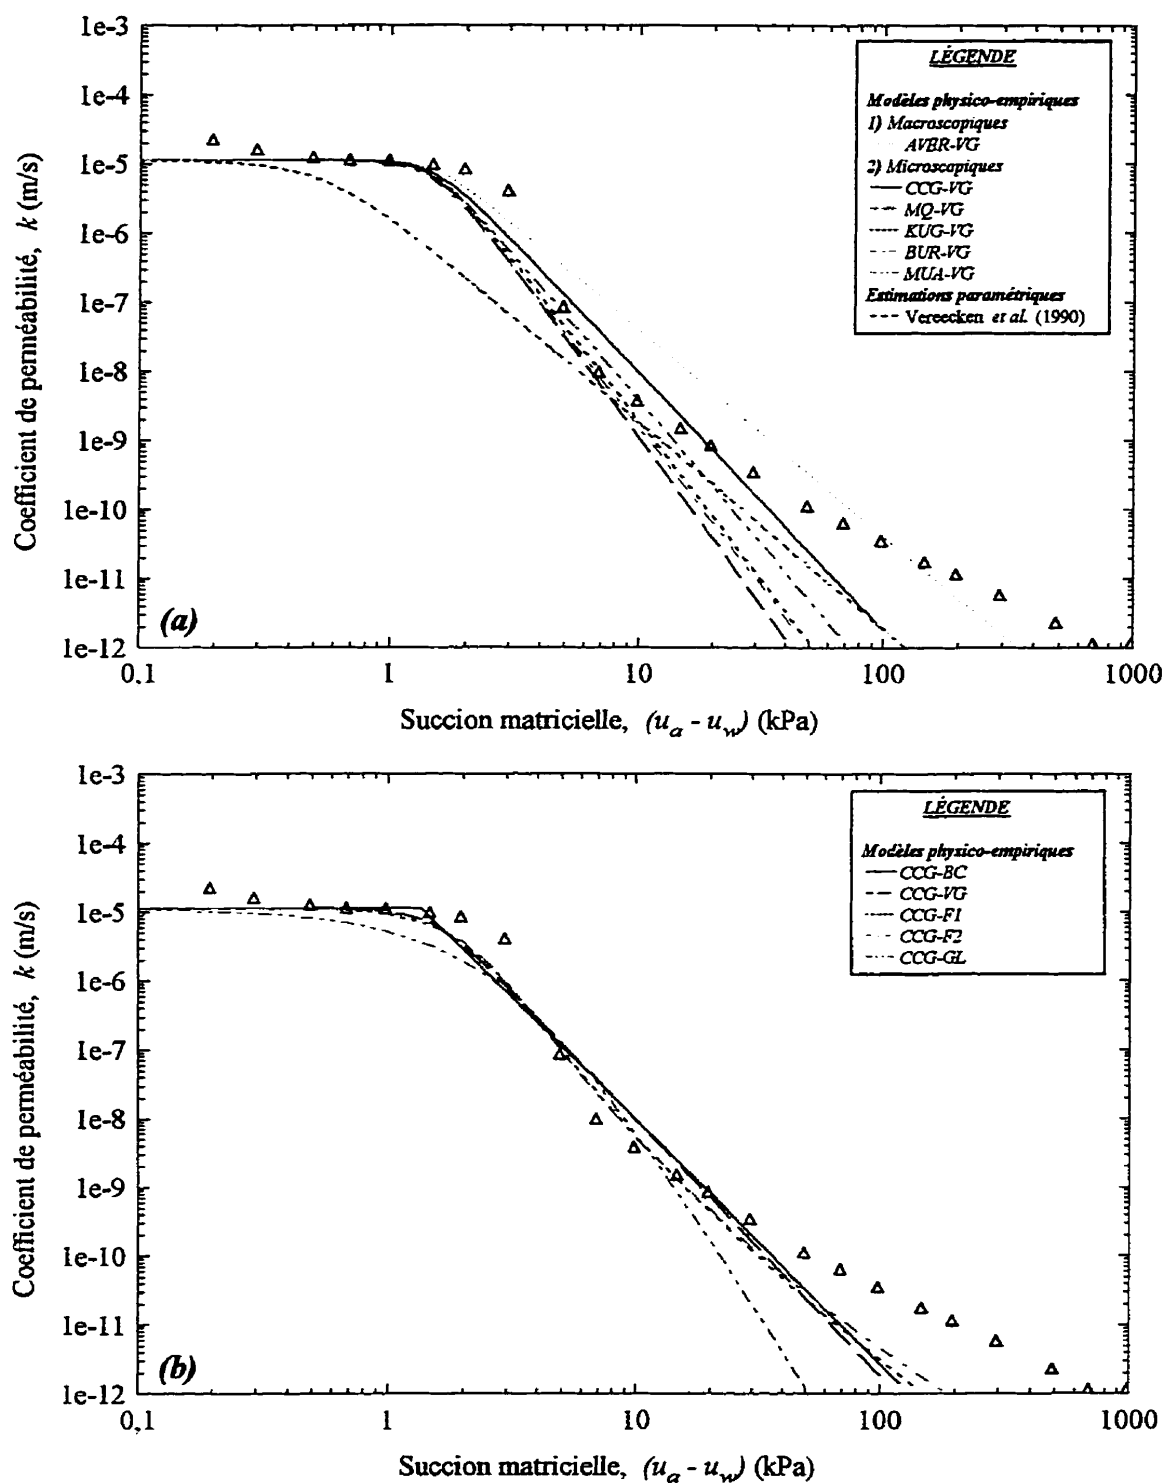 1e-3
1e-4
1e-5
1e-6
1e-7
1e-8
1e-9
1e-10
1e-11
1e-12
Coefficient de perméabilité, k (m/s)
LÉGENDE
Modèles physico-empiriques
1) Macroscopiques
AVER-VG
2) Microscopiques
CCG-VG
MQ-VG
KUG-VG
BUR-VG
MUA-VG
Estimations paramétriques
Vereecken et al. (1990)
(a)
0,1 1 10 100 1000
Succion matricielle, (u_a - u_w) (kPa)
1e-3
1e-4
1e-5
1e-6
1e-7
1e-8
1e-9
1e-10
1e-11
1e-12
Coefficient de perméabilité, k (m/s)
LÉGENDE
Modèles physico-empiriques
CCG-BC
CCG-VG
CCG-F1
CCG-F2
CCG-GL
(b)
0,1 1 10 100 1000
Succion matricielle, (u_a - u_w) (kPa)